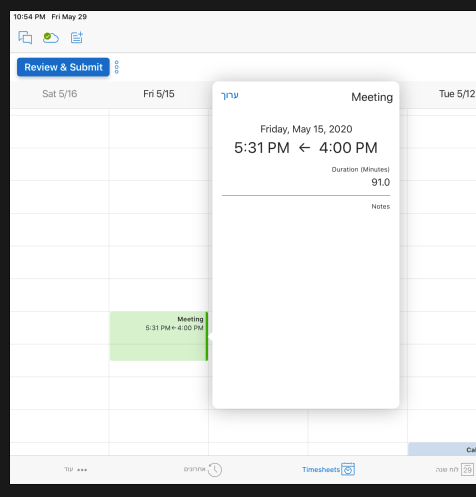 10:54 PM Fri May 29
Review & Submit
Sat 5/16
Fri 5/15
Tue 5/12
ערוך
Meeting
Friday, May 15, 2020
5:31 PM ← 4:00 PM
Duration (Minutes)
91.0
Notes
Meeting
5:31 PM←4:00 PM
Cal
עוד
אחרונים
Timesheets
לוח שנה
29